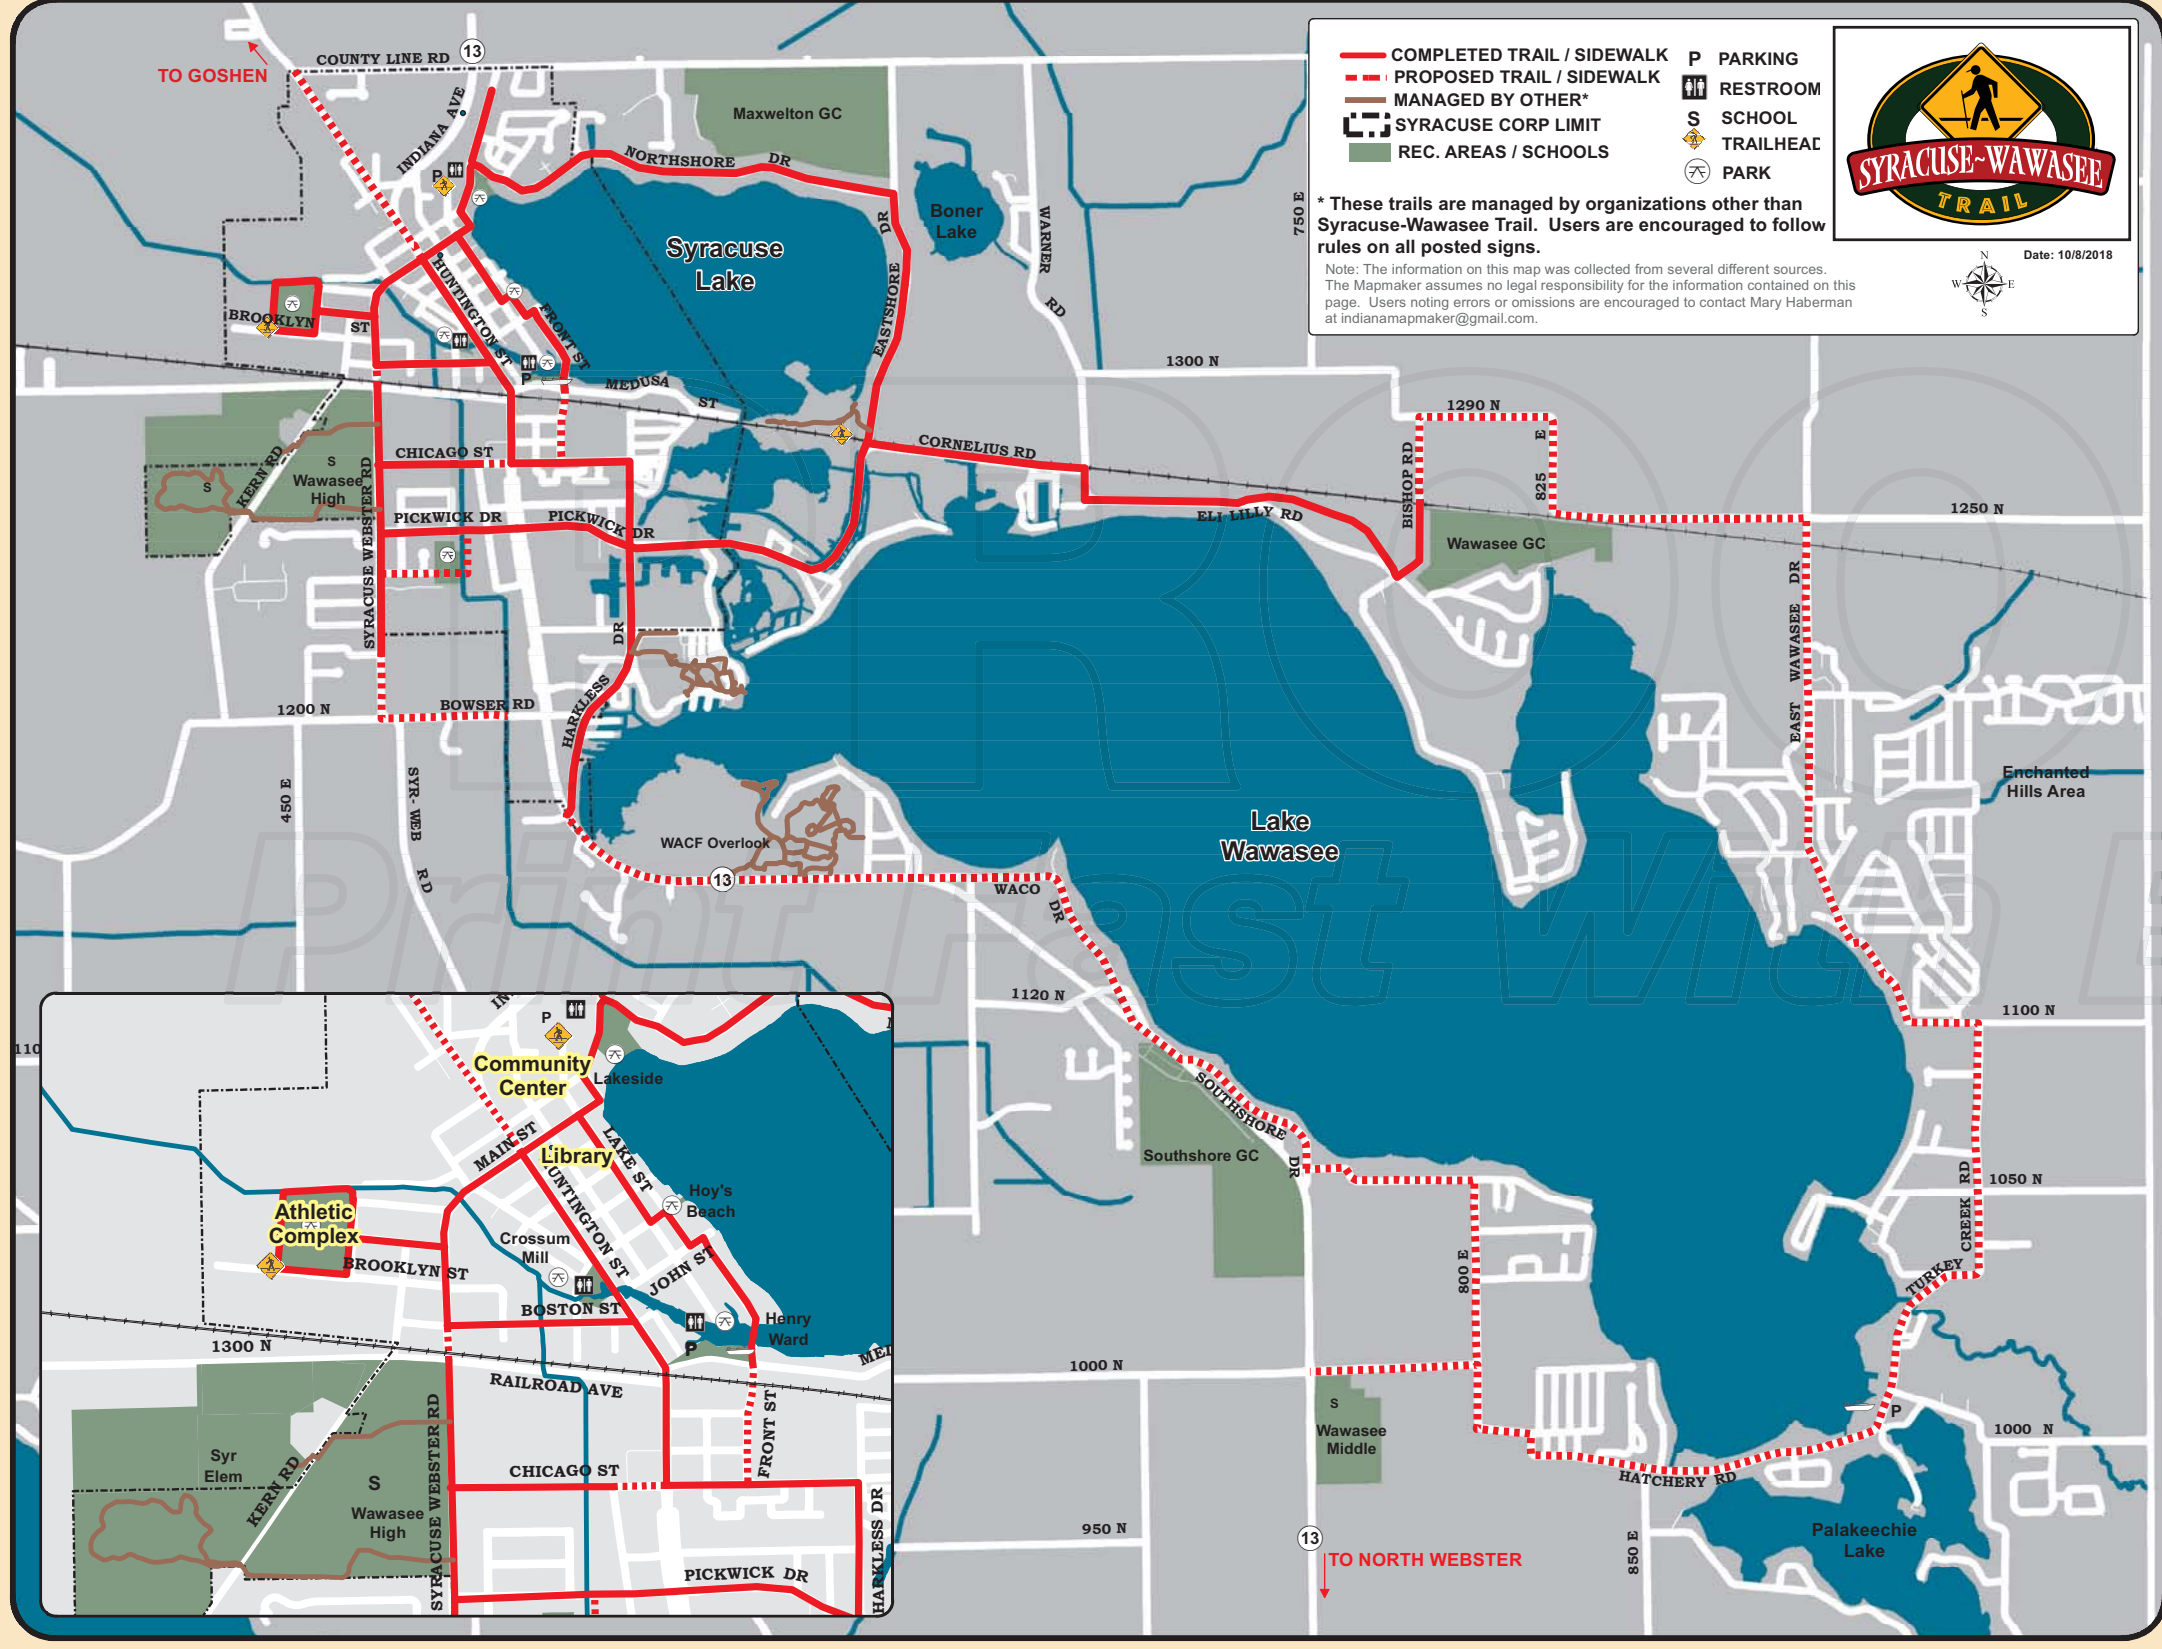 COUNTY LINE RD
13
TO GOSHEN
INDIANA AVE
P
Maxwelton GC
NORTHSHORE DR
Syracuse
Lake
Boner
Lake
WARNER RD
750 E
EASTSHORE DR
HUNTINGTON ST
FRONT ST
BROOKLYN ST
P
MEDUSA ST
1300 N
1290 N
825 E
BISHOP RD
CORNELIUS RD
ELI LILLY RD
1250 N
Wawasee GC
CHICAGO ST
KERN RD
S
Wawasee
High
S
PICKWICK DR
PICKWICK DR
SYRACUSE WEBSTER RD
HARKLESS DR
EAST WAWASEE DR
1200 N
BOWSER RD
450 E
SYR-WEB RD
Enchanted
Hills Area
Lake
Wawasee
WACF Overlook
13
WACO DR
1120 N
1100 N
SOUTHSHORE DR
Southshore GC
1050 N
TURKEY CREEK RD
800 E
1000 N
S
Wawasee
Middle
P
1000 N
HATCHERY RD
950 N
13
TO NORTH WEBSTER
850 E
Palakeechie
Lake
110
COMPLETED TRAIL / SIDEWALK
PROPOSED TRAIL / SIDEWALK
MANAGED BY OTHER*
SYRACUSE CORP LIMIT
REC. AREAS / SCHOOLS
P PARKING
RESTROOM
S SCHOOL
TRAILHEAD
PARK
* These trails are managed by organizations other than
Syracuse-Wawasee Trail. Users are encouraged to follow
rules on all posted signs.
Note: The information on this map was collected from several different sources.
The Mapmaker assumes no legal responsibility for the information contained on this
page. Users noting errors or omissions are encouraged to contact Mary Haberman
at indianamapmaker@gmail.com.
SYRACUSE~WAWASEE
TRAIL
Date: 10/8/2018
N
W E
S
IN
P
Community
Center
Lakeside
MAIN ST
Library
LAKE ST
HUNTINGTON ST
Hoy's
Beach
Athletic
Complex
BROOKLYN ST
Crossum
Mill
JOHN ST
BOSTON ST
Henry
Ward
P
1300 N
MEI
RAILROAD AVE
FRONT ST
Syr
Elem
KERN RD
S
Wawasee
High
SYRACUSE WEBSTER RD
CHICAGO ST
HARKLESS DR
PICKWICK DR
Print Fast With